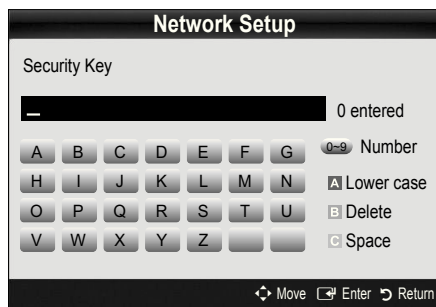 Network Setup
Security Key
0 entered
A B C D E F G 0~9 Number
H I J K L M N A Lower case
O P Q R S T U B Delete
V W X Y Z C Space
Move Enter Return